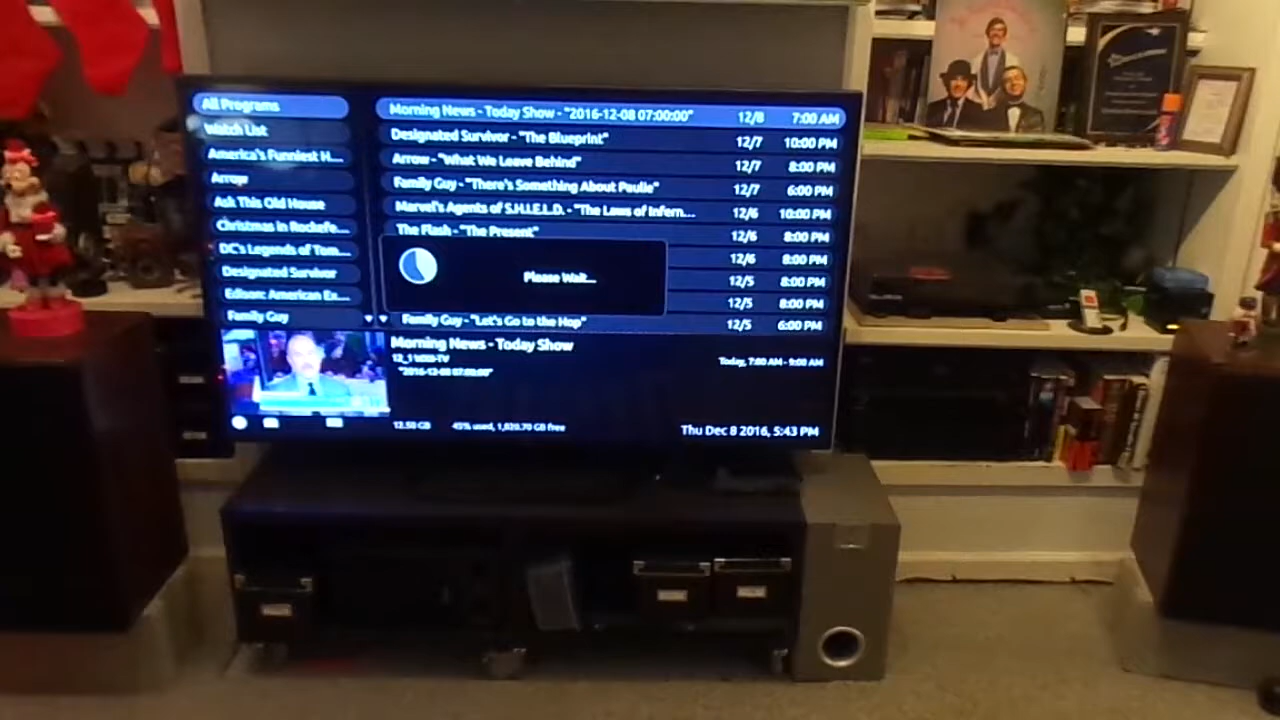 All Programs
Watch List
America's Funniest H...
Arrow
Ask This Old House
Christmas in Rockefe...
DC's Legends of Tom...
Designated Survivor
Edison: American Ex...
Family Guy
Morning News - Today Show - "2016-12-08 07:00:00" 12/8 7:00 AM
Designated Survivor - "The Blueprint" 12/7 10:00 PM
Arrow - "What We Leave Behind" 12/7 8:00 PM
Family Guy - "There's Something About Paulie" 12/7 6:00 PM
Marvel's Agents of S.H.I.E.L.D. - "The Laws of Infern... 12/6 10:00 PM
The Flash - "The Present" 12/6 8:00 PM
12/6 8:00 PM
12/5 8:00 PM
12/5 8:00 PM
Family Guy - "Let's Go to the Hop" 12/5 6:00 PM
Please Wait...
Morning News - Today Show
Today, 7:00 AM - 9:00 AM
"2016-12-08 07:00:00"
12.50 GB 45% used, 1,829.70 GB free
Thu Dec 8 2016, 5:43 PM